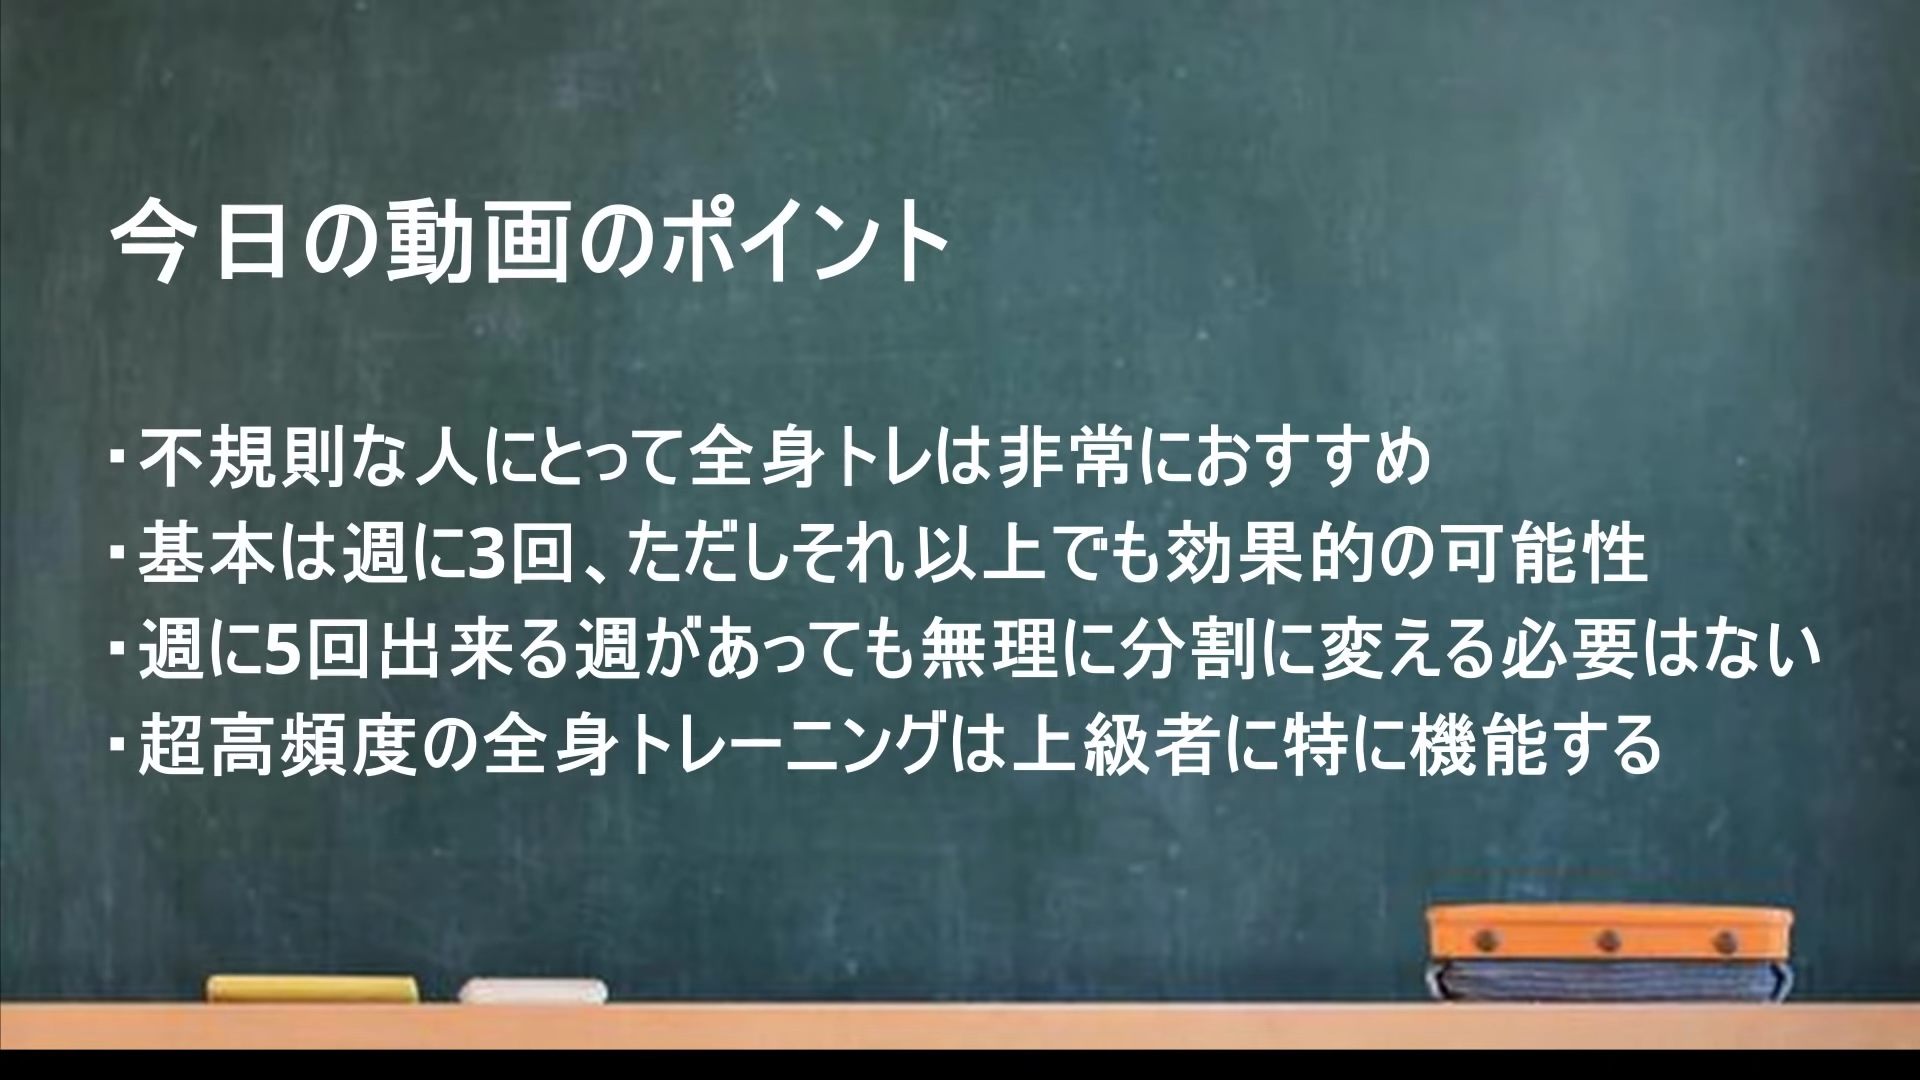 今日の動画のポイント
・不規則な人にとって全身トレは非常におすすめ
・基本は週に3回、ただしそれ以上でも効果的の可能性
・週に5回出来る週があっても無理に分割に変える必要はない
・超高頻度の全身トレーニングは上級者に特に機能する